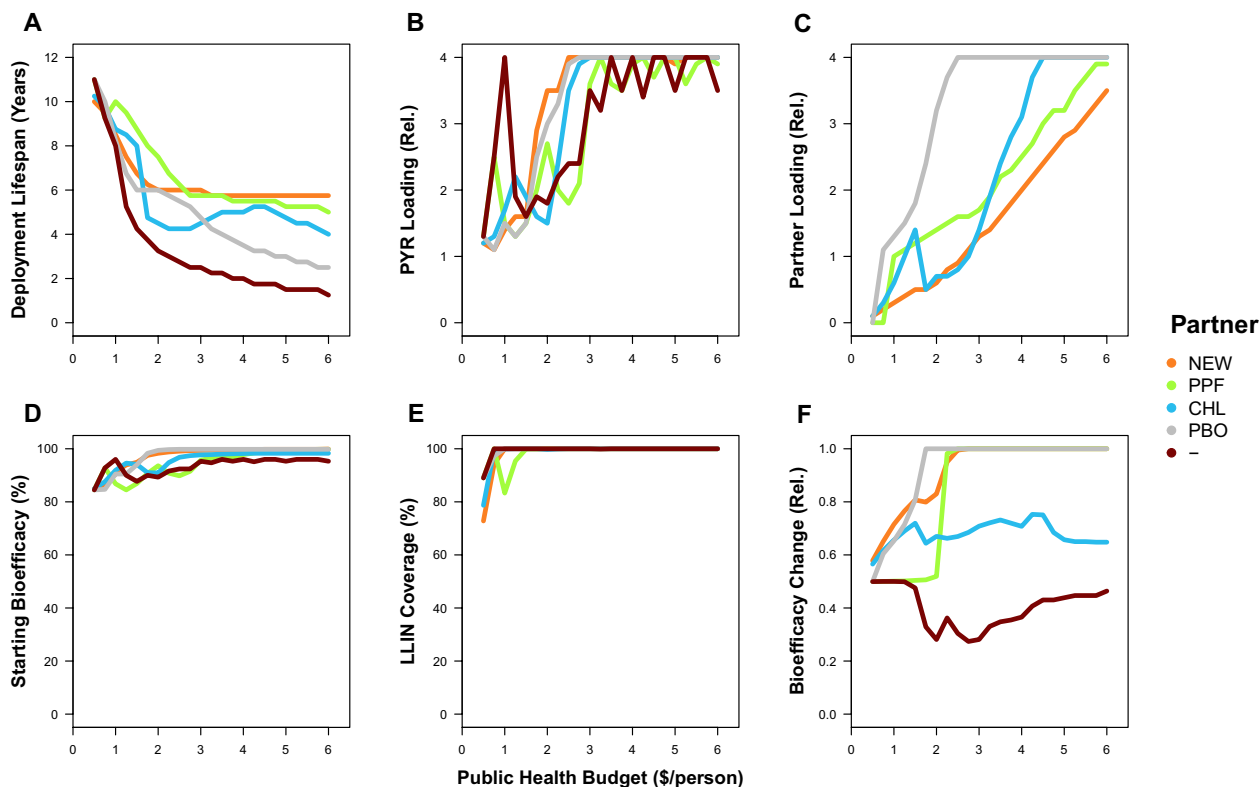 A
B
C
Deployment Lifespan (Years)
0
2
4
6
8
10
12
0 1 2 3 4 5 6
PYR Loading (Rel.)
0
1
2
3
4
0 1 2 3 4 5 6
Partner Loading (Rel.)
0
1
2
3
4
0 1 2 3 4 5 6
Partner
NEW
PPF
CHL
PBO
–
D
E
F
Starting Bioefficacy (%)
0
20
40
60
80
100
0 1 2 3 4 5 6
LLIN Coverage (%)
0
20
40
60
80
100
0 1 2 3 4 5 6
Bioefficacy Change (Rel.)
0.0
0.2
0.4
0.6
0.8
1.0
0 1 2 3 4 5 6
Public Health Budget ($/person)